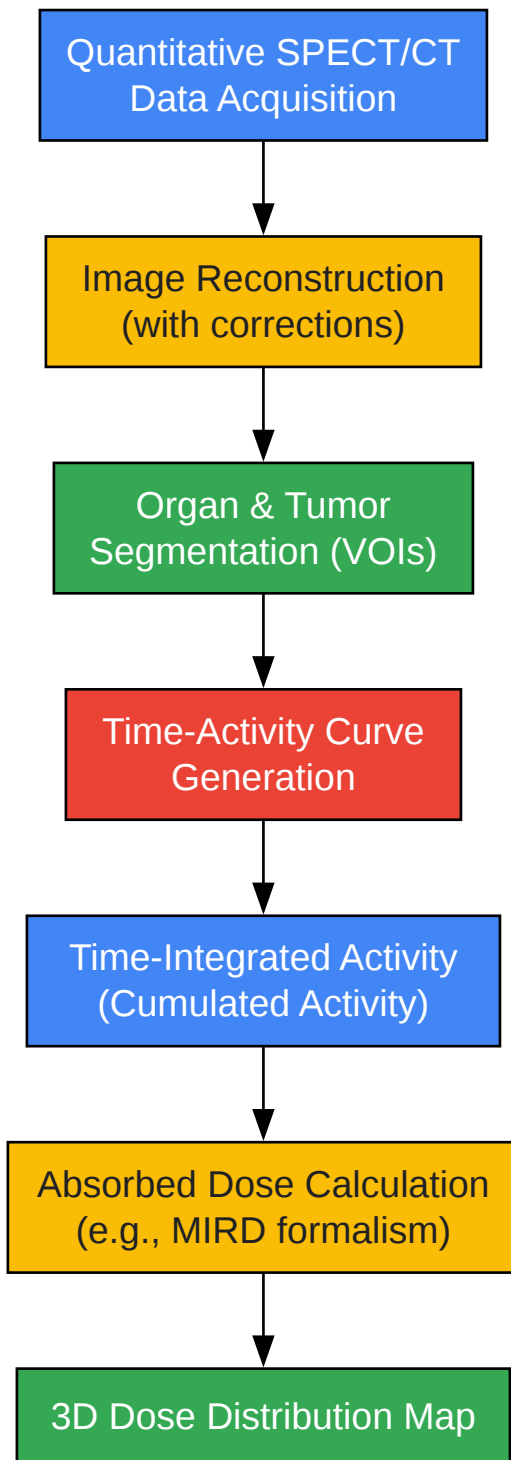 Quantitative SPECT/CT
Data Acquisition
Image Reconstruction
(with corrections)
Organ & Tumor
Segmentation (VOIs)
Time-Activity Curve
Generation
Time-Integrated Activity
(Cumulated Activity)
Absorbed Dose Calculation
(e.g., MIRD formalism)
3D Dose Distribution Map